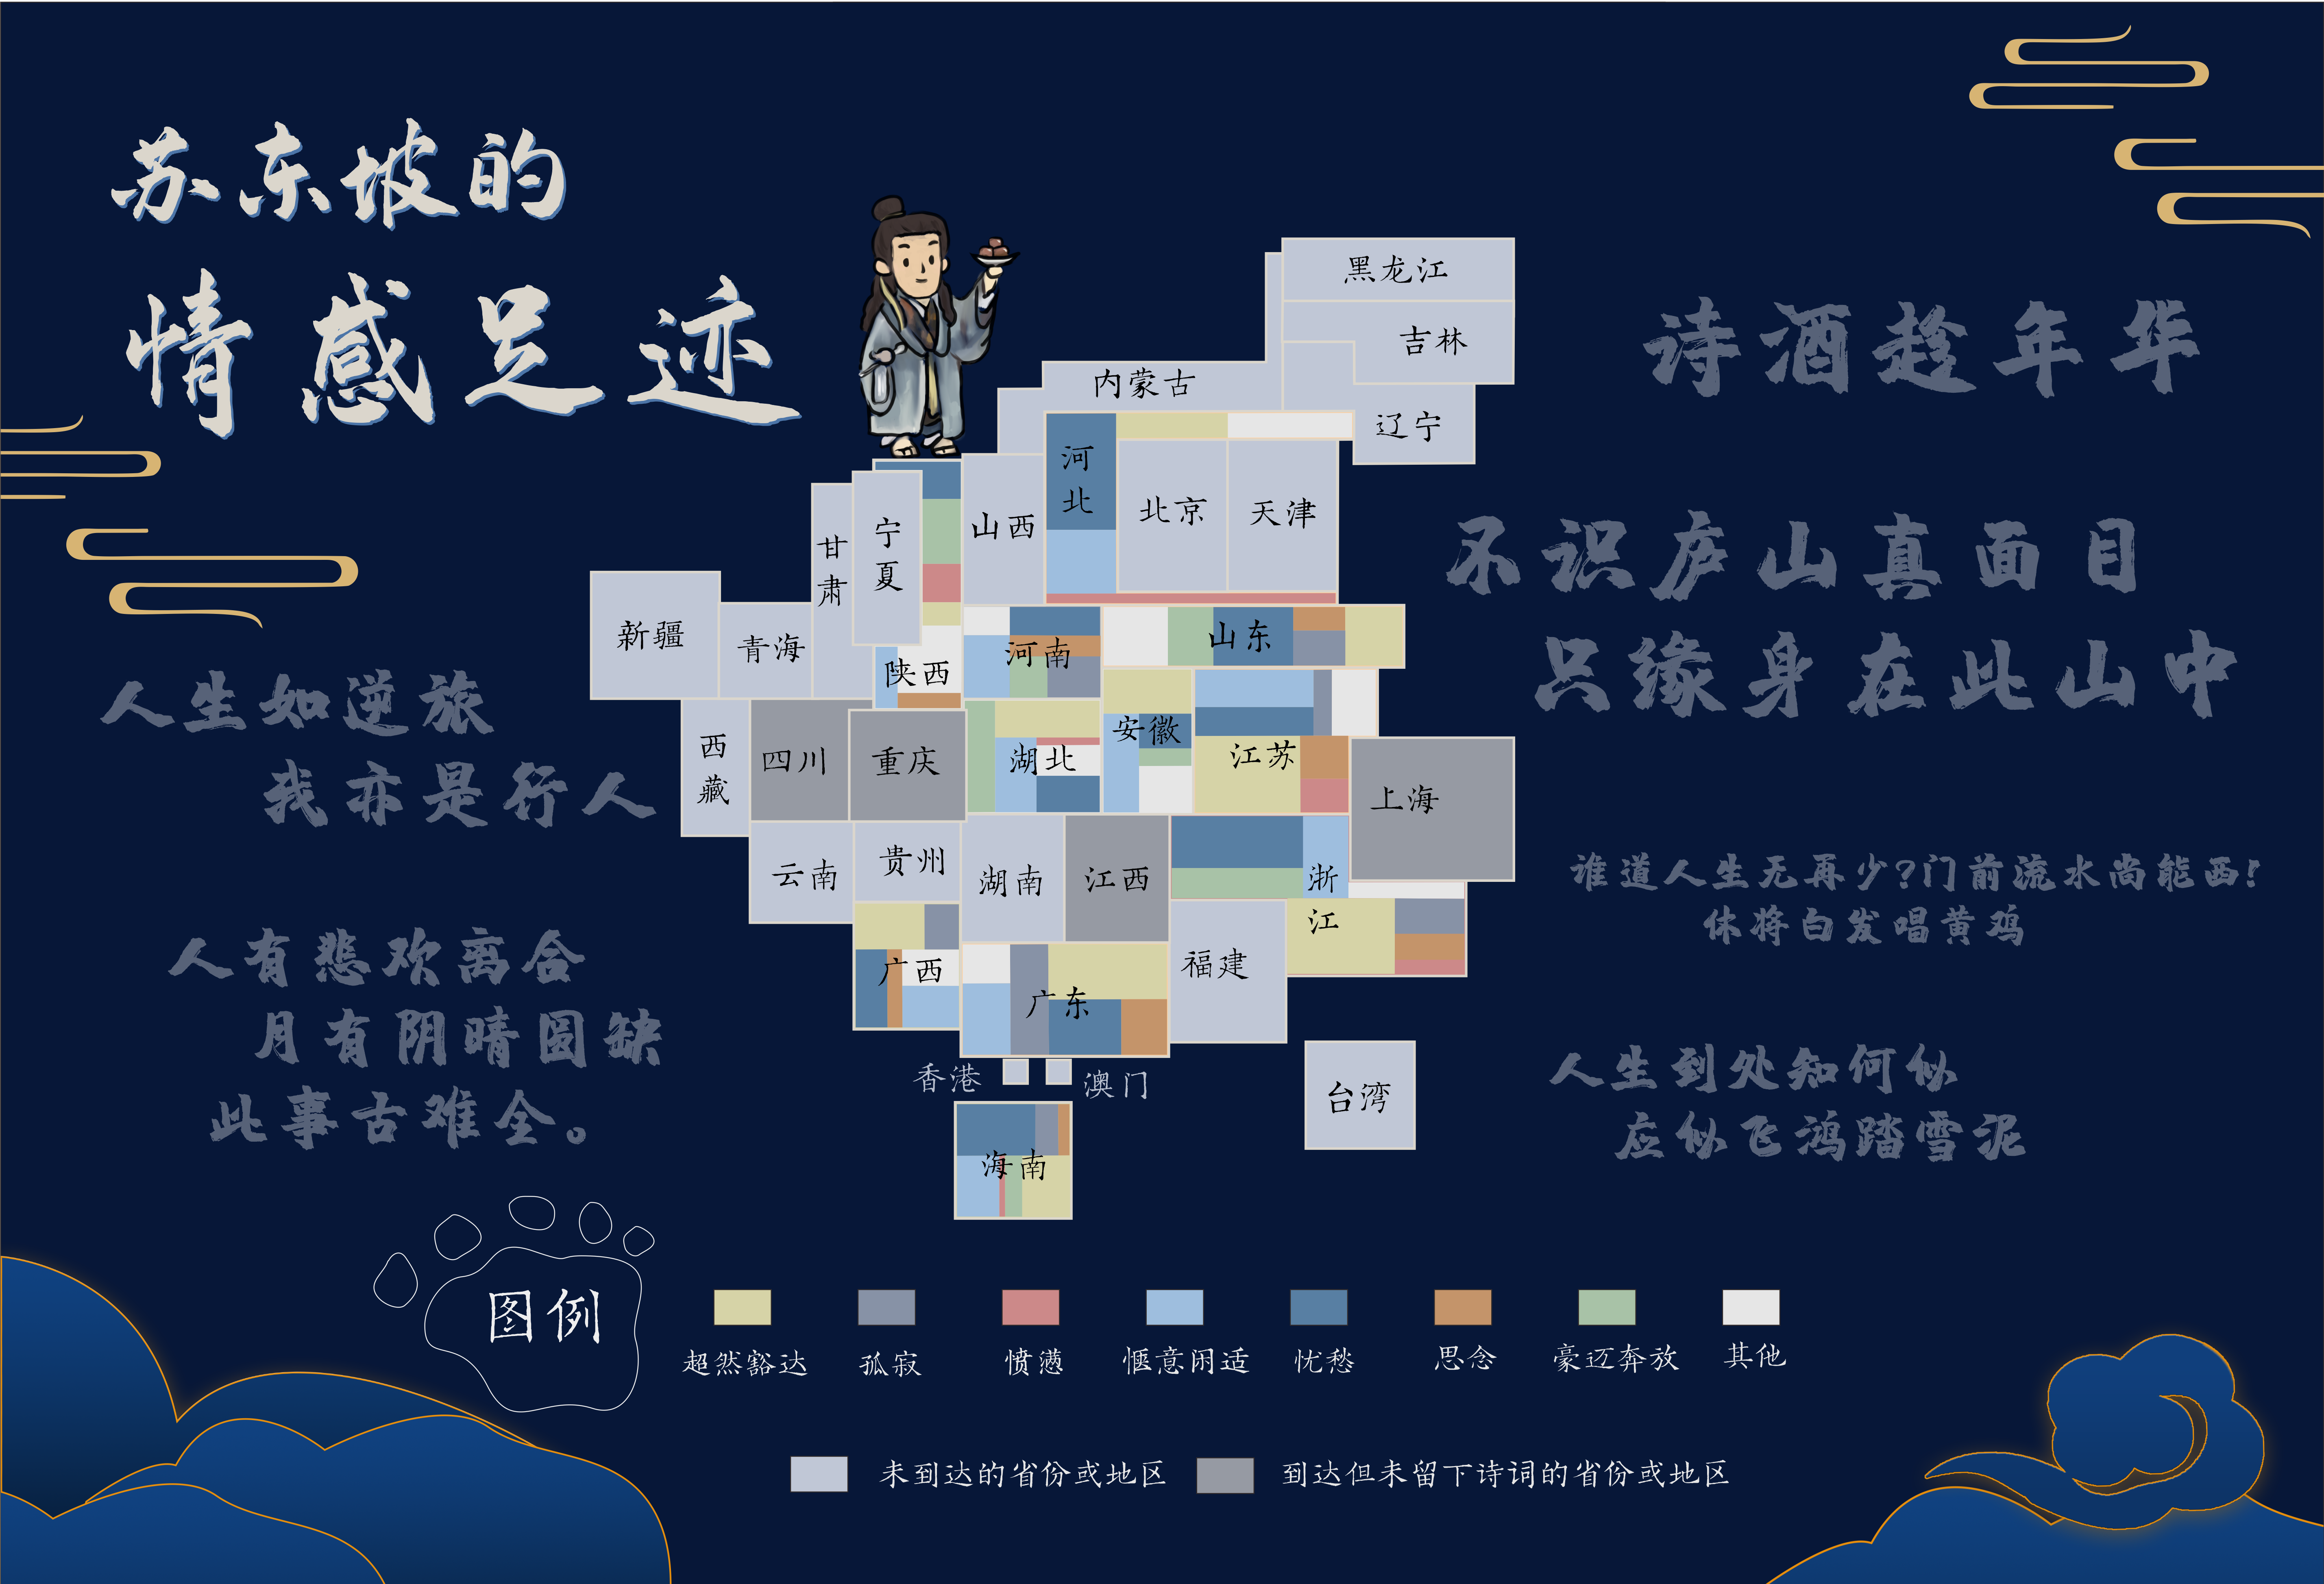 苏东坡的
情感足迹
诗酒趁年华
不识庐山真面目
只缘身在此山中
人生如逆旅
我亦是行人
谁道人生无再少?门前流水尚能西!
休将白发唱黄鸡
人有悲欢离合
月有阴晴圆缺
此事古难全。
人生到处知何似
应似飞鸿踏雪泥
黑龙江
吉林
内蒙古
辽宁
河北
北京
天津
山西
宁夏
甘肃
新疆
青海
陕西
河南
山东
西藏
四川
重庆
湖北
安徽
江苏
上海
云南
贵州
湖南
江西
浙江
广西
广东
福建
香港
澳门
台湾
海南
图例
超然豁达
孤寂
愤懑
惬意闲适
忧愁
思念
豪迈奔放
其他
未到达的省份或地区
到达但未留下诗词的省份或地区